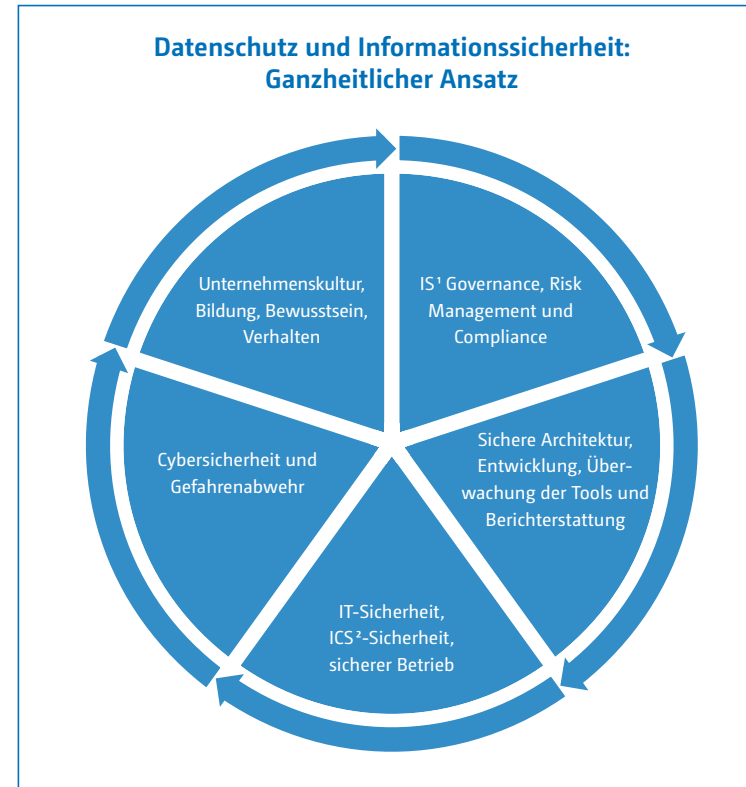 Datenschutz und Informationssicherheit:
Ganzheitlicher Ansatz
Unternehmenskultur,
Bildung, Bewusstsein,
Verhalten
IS¹ Governance, Risk
Management und
Compliance
Sichere Architektur,
Entwicklung, Über-
wachung der Tools und
Berichterstattung
IT-Sicherheit,
ICS²-Sicherheit,
sicherer Betrieb
Cybersicherheit und
Gefahrenabwehr